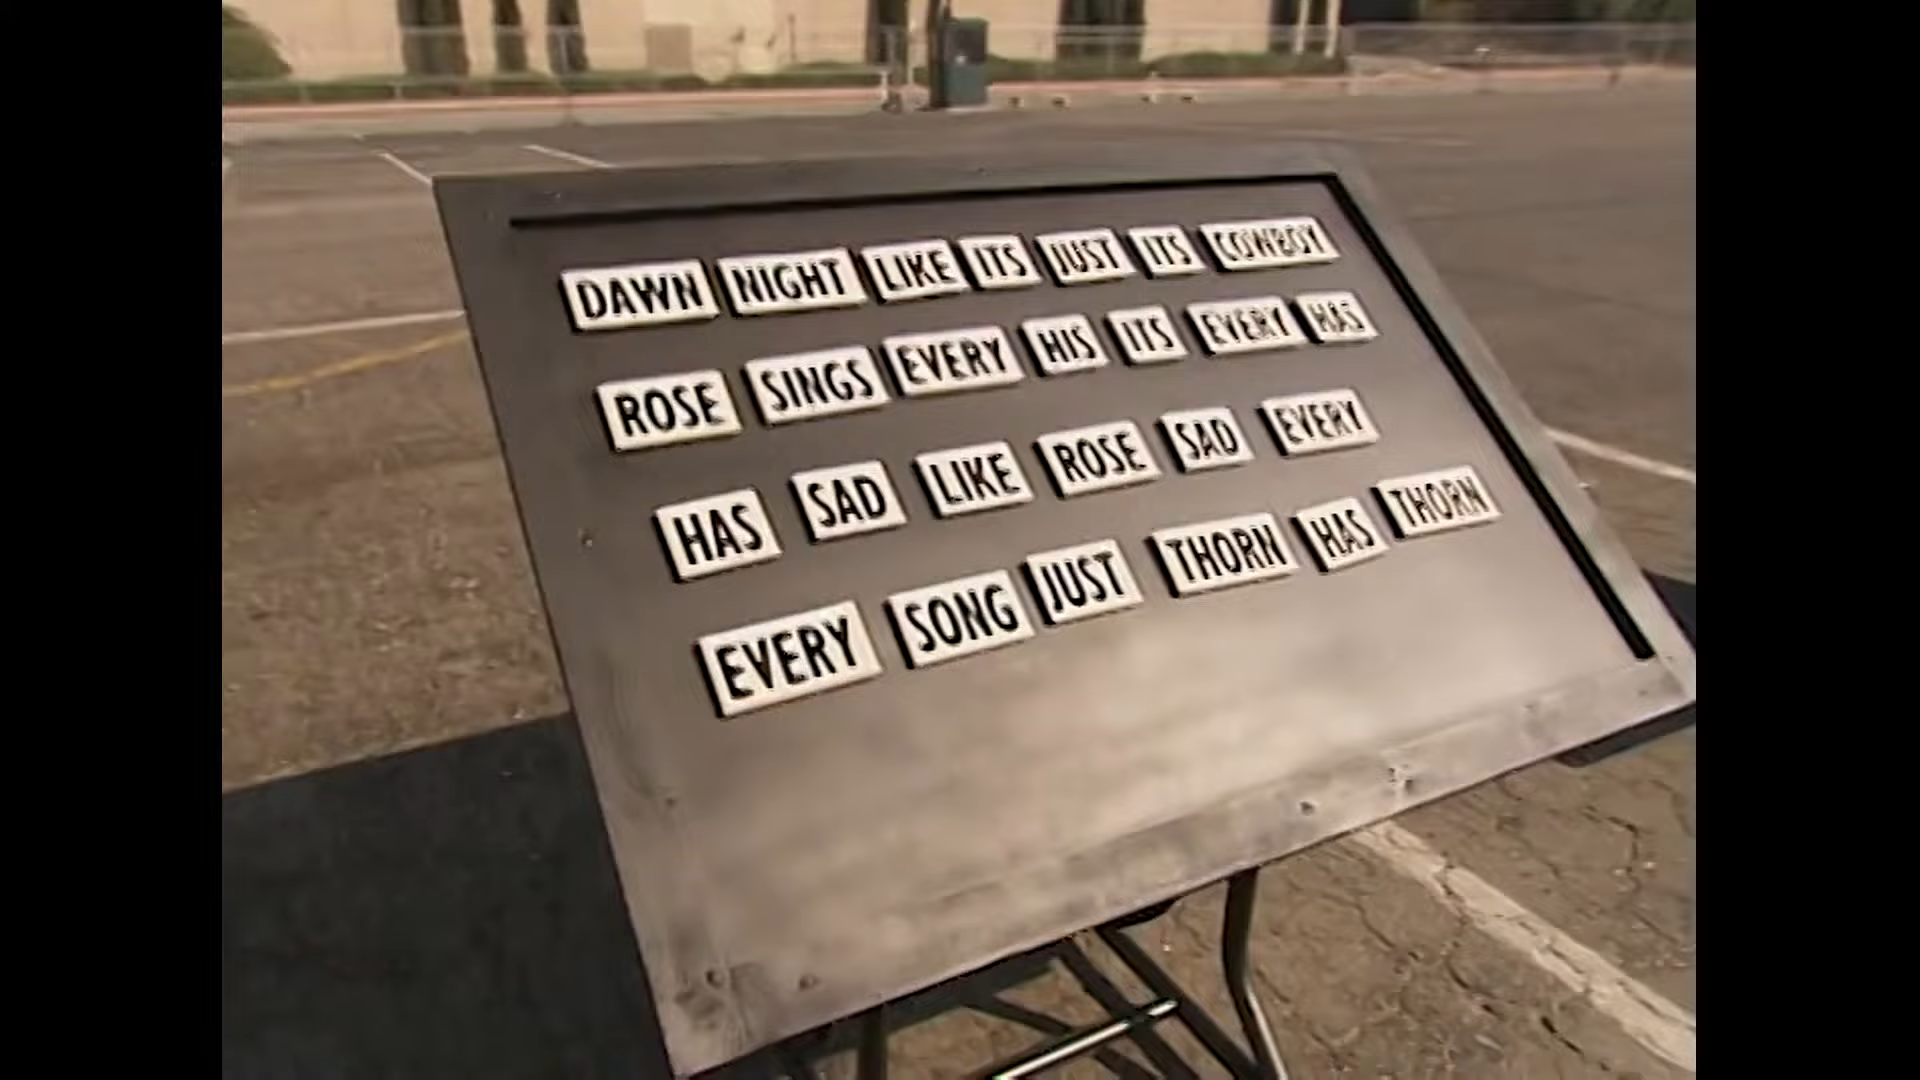 DAWN NIGHT LIKE ITS JUST ITS COWBOY
ROSE SINGS EVERY HIS ITS EVERY HAS
HAS SAD LIKE ROSE SAD EVERY
EVERY SONG JUST THORN HAS THORN